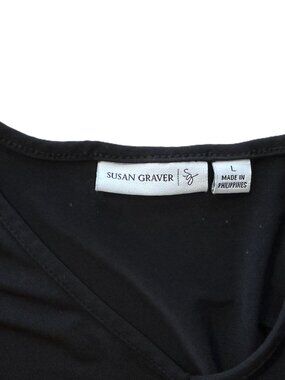 SUSAN GRAVER | Sg
L
MADE IN
PHILIPPINES